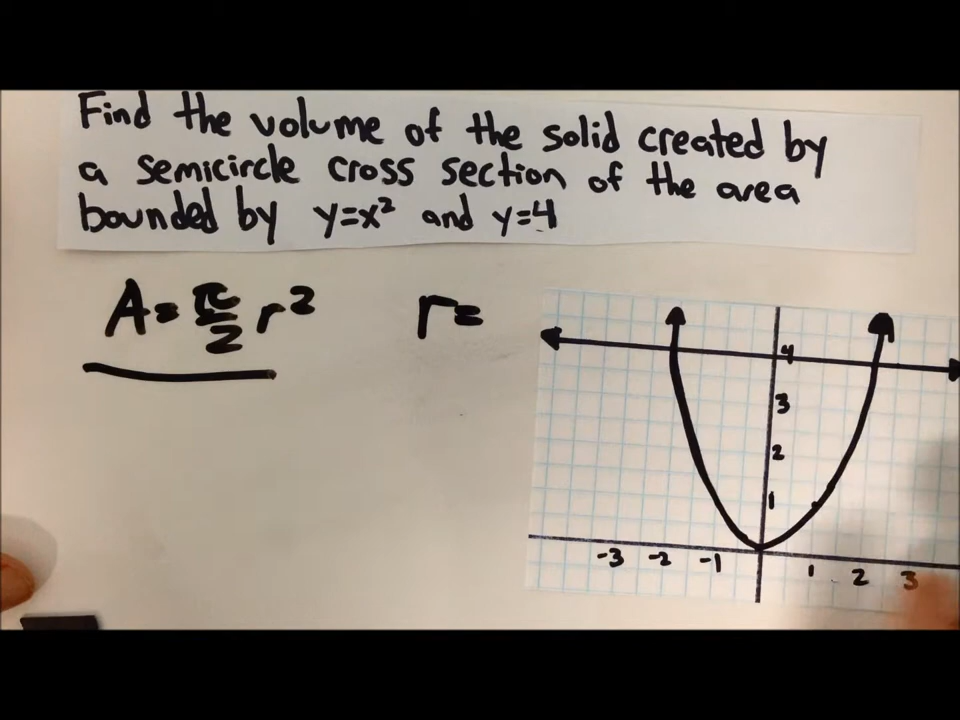 Find the volume of the solid created by
a semicircle cross section of the area
bounded by y=x² and y=4
A=π/2 r² r=
4
3
2
1
-3 -2 -1 1 2 3